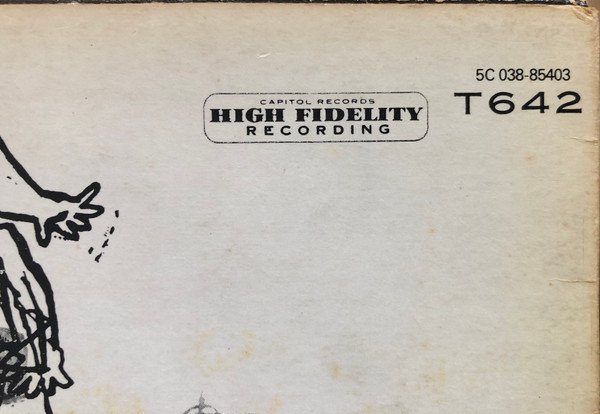 5C 038-85403
T642
CAPITOL RECORDS
HIGH FIDELITY
RECORDING